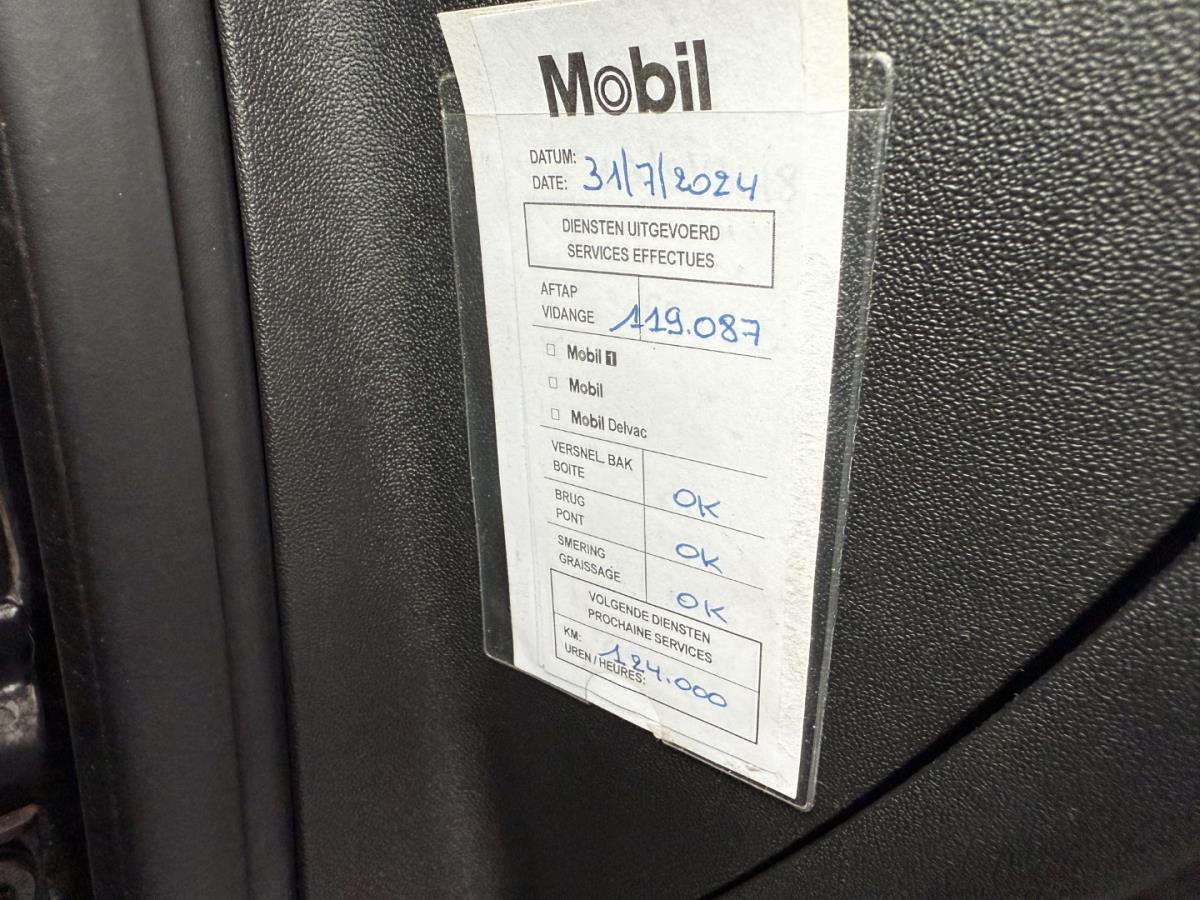 Mobil
DATUM:
DATE: 31/7/2024
DIENSTEN UITGEVOERD
SERVICES EFFECTUES
AFTAP
VIDANGE 119.087
Mobil 1
Mobil
Mobil Delvac
VERSNEL. BAK
BOITE OK
BRUG
PONT OK
SMERING
GRAISSAGE OK
VOLGENDE DIENSTEN
PROCHAINE SERVICES
KM: 124.000
UREN / HEURES: